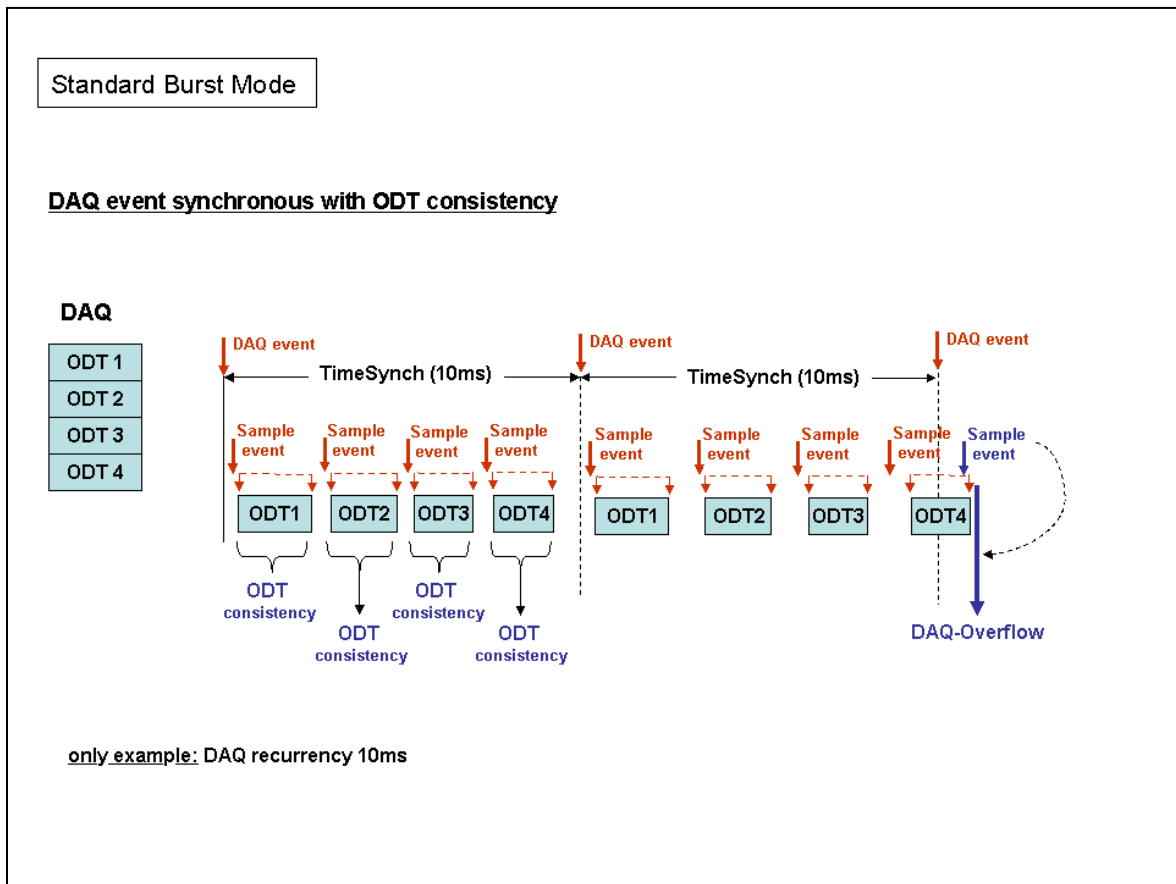 Standard Burst Mode
DAQ event synchronous with ODT consistency
DAQ
ODT 1
ODT 2
ODT 3
ODT 4
DAQ event
DAQ event
DAQ event
TimeSynch (10ms)
TimeSynch (10ms)
Sample
event
Sample
event
Sample
event
Sample
event
Sample
event
Sample
event
Sample
event
Sample
event
Sample
event
ODT1
ODT2
ODT3
ODT4
ODT1
ODT2
ODT3
ODT4
ODT
consistency
ODT
consistency
ODT
consistency
ODT
consistency
DAQ-Overflow
only example: DAQ recurrency 10ms